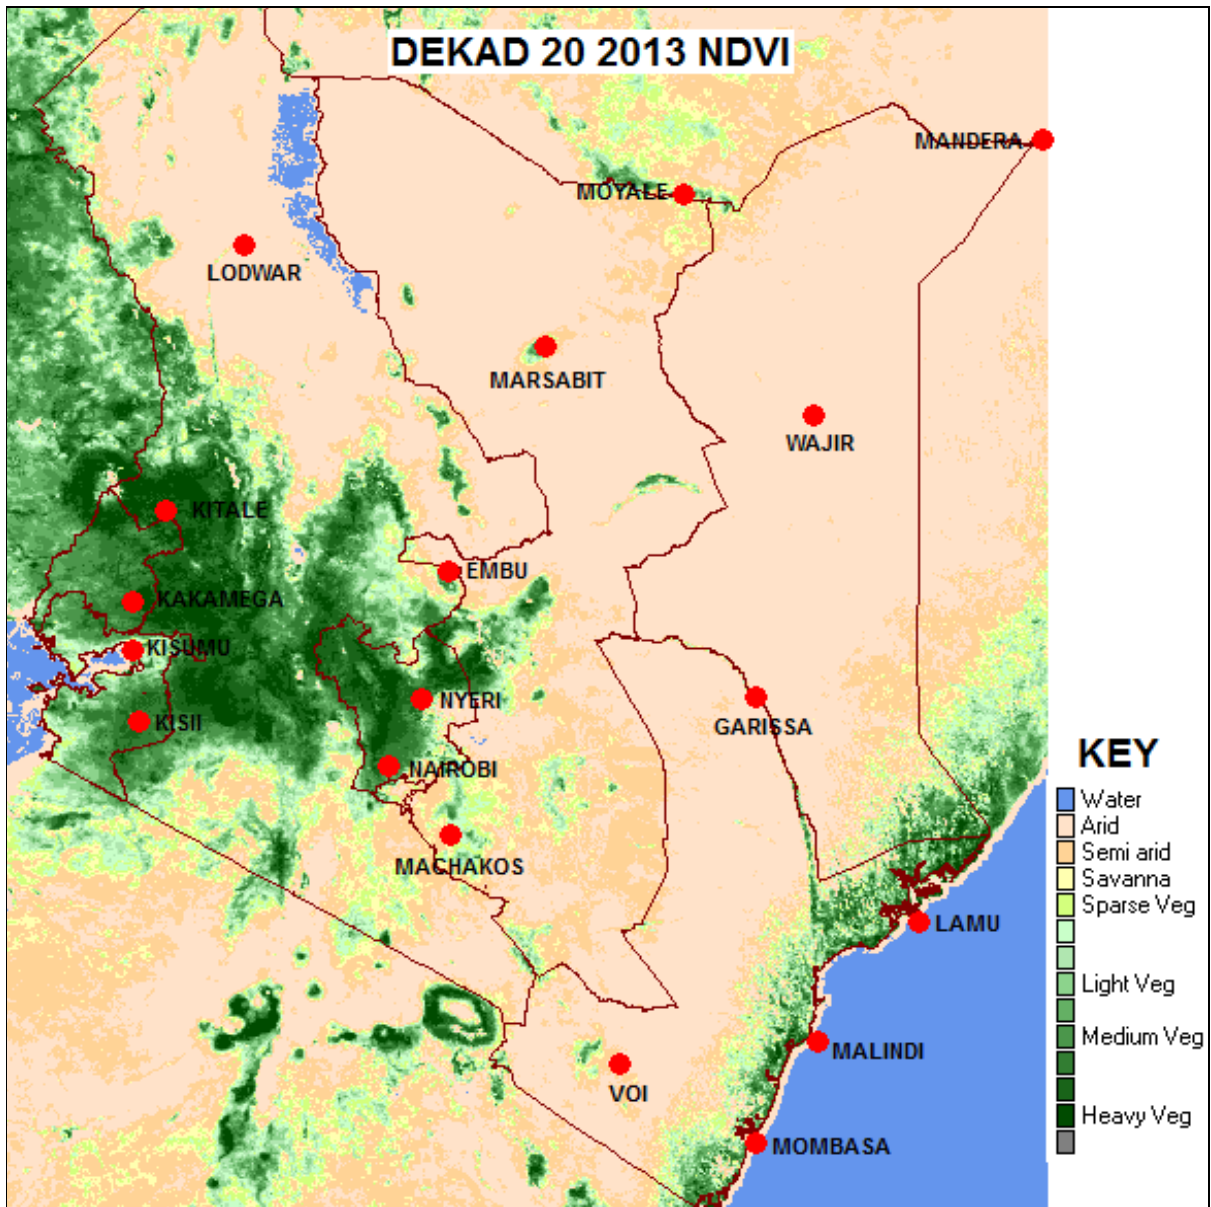 DEKAD 20 2013 NDVI
MANDERA
MOYALE
LODWAR
MARSABIT
WAJIR
KITALE
EMBU
KAKAMEGA
KISUMU
NYERI
KISII
GARISSA
NAIROBI
MACHAKOS
LAMU
MALINDI
VOI
MOMBASA
KEY
Water
Arid
Semi arid
Savanna
Sparse Veg
Light Veg
Medium Veg
Heavy Veg